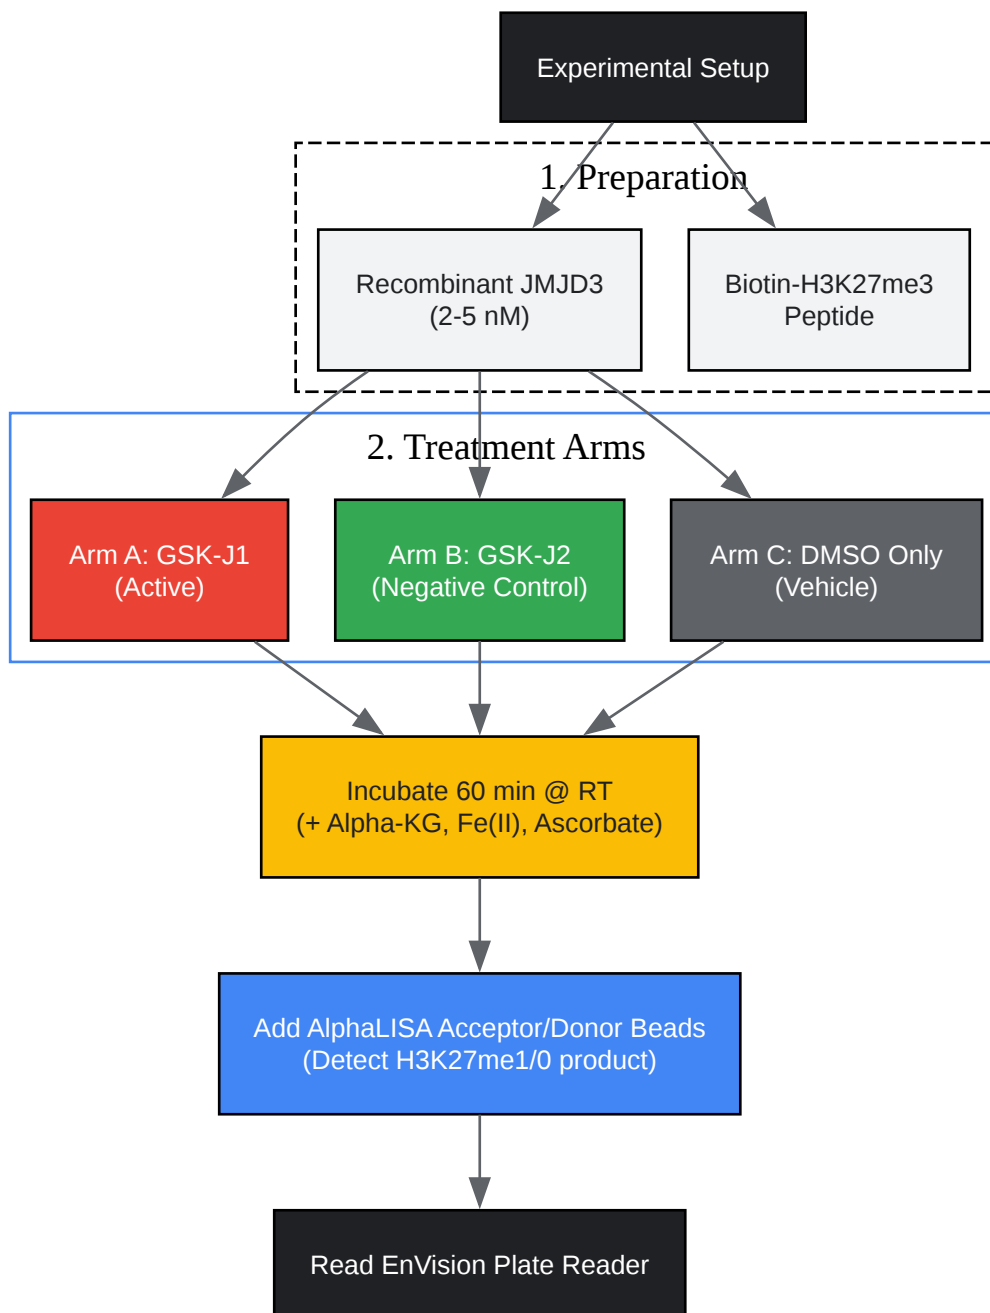 Experimental Setup
1. Preparation
Recombinant JMJD3
(2-5 nM)
Biotin-H3K27me3
Peptide
2. Treatment Arms
Arm A: GSK-J1
(Active)
Arm B: GSK-J2
(Negative Control)
Arm C: DMSO Only
(Vehicle)
Incubate 60 min @ RT
(+ Alpha-KG, Fe(II), Ascorbate)
Add AlphaLISA Acceptor/Donor Beads
(Detect H3K27me1/0 product)
Read EnVision Plate Reader